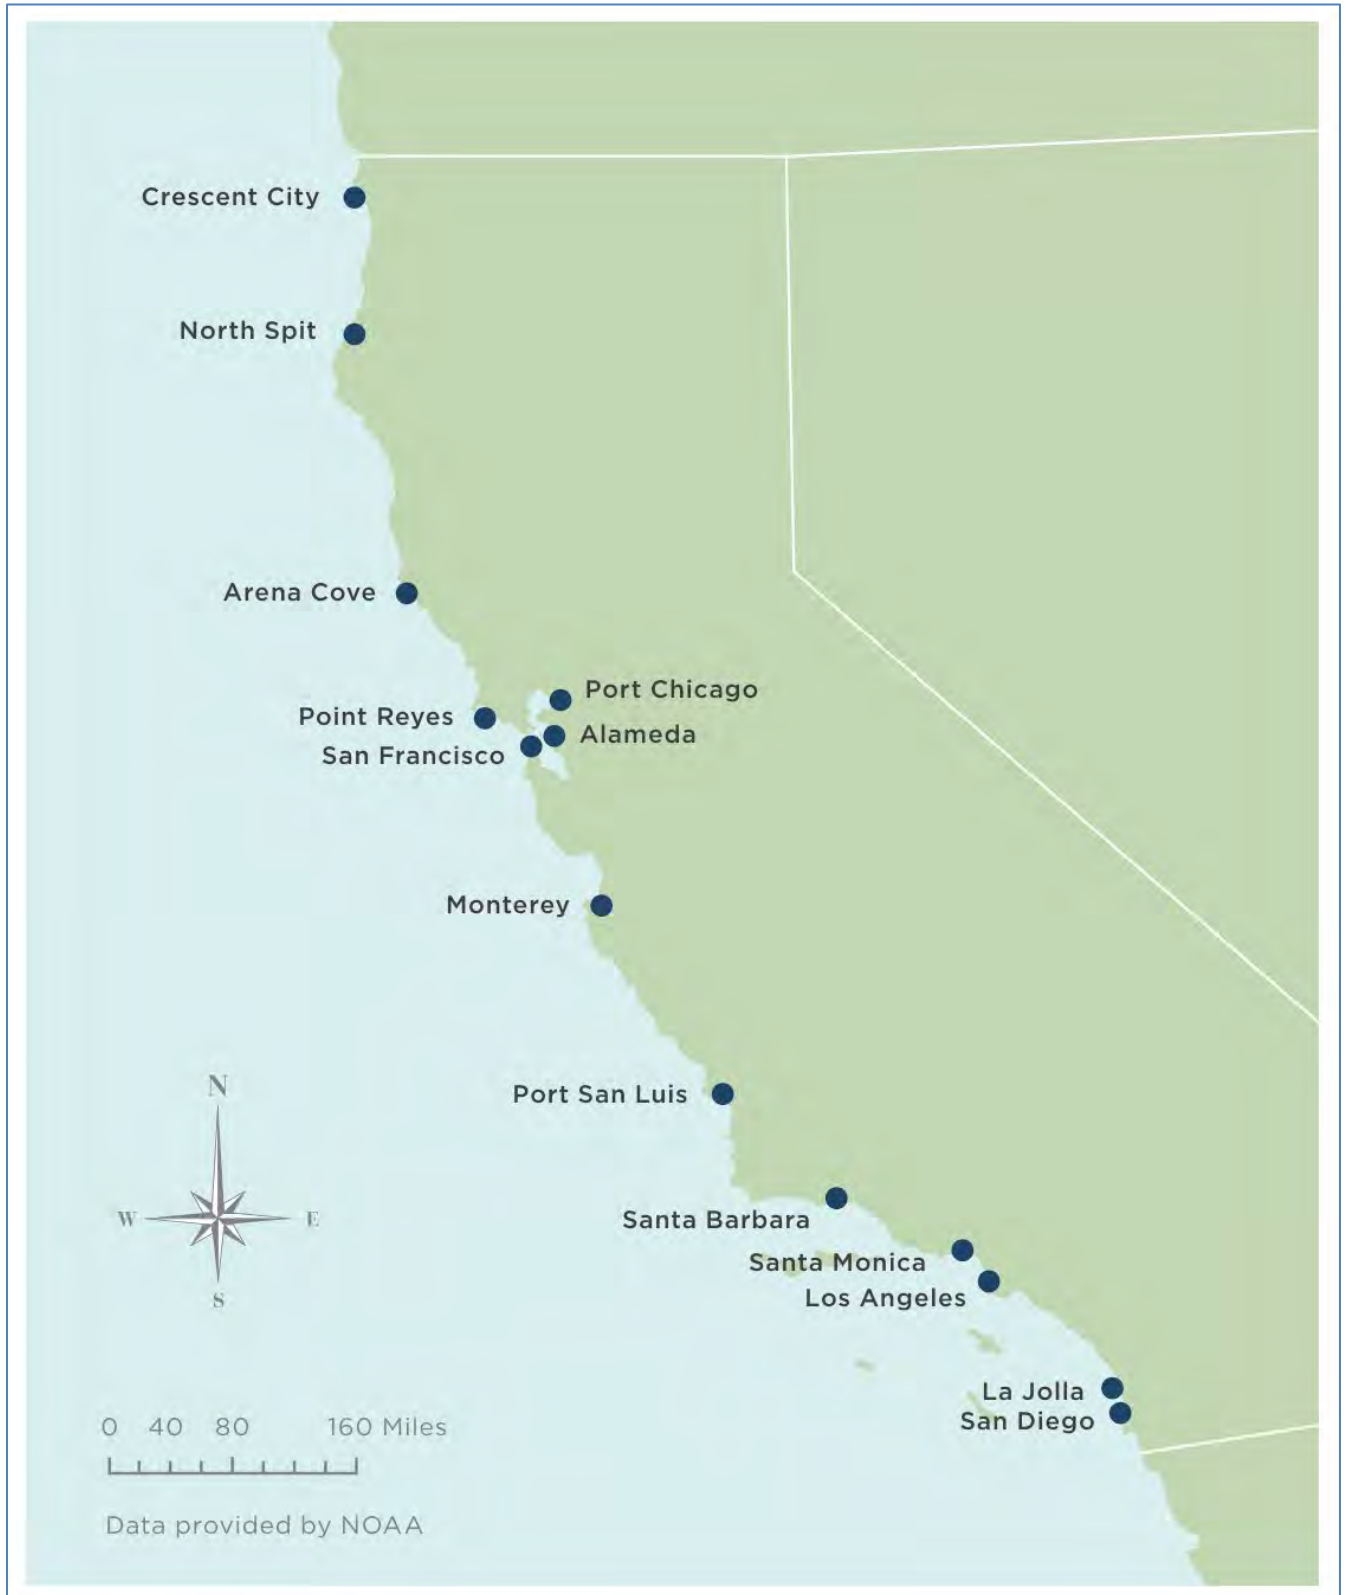 Crescent City
North Spit
Arena Cove
Port Chicago
Point Reyes
Alameda
San Francisco
Monterey
N
Port San Luis
W
E
Santa Barbara
Santa Monica
S
Los Angeles
La Jolla
San Diego
0 40 80 160 Miles
Data provided by NOAA